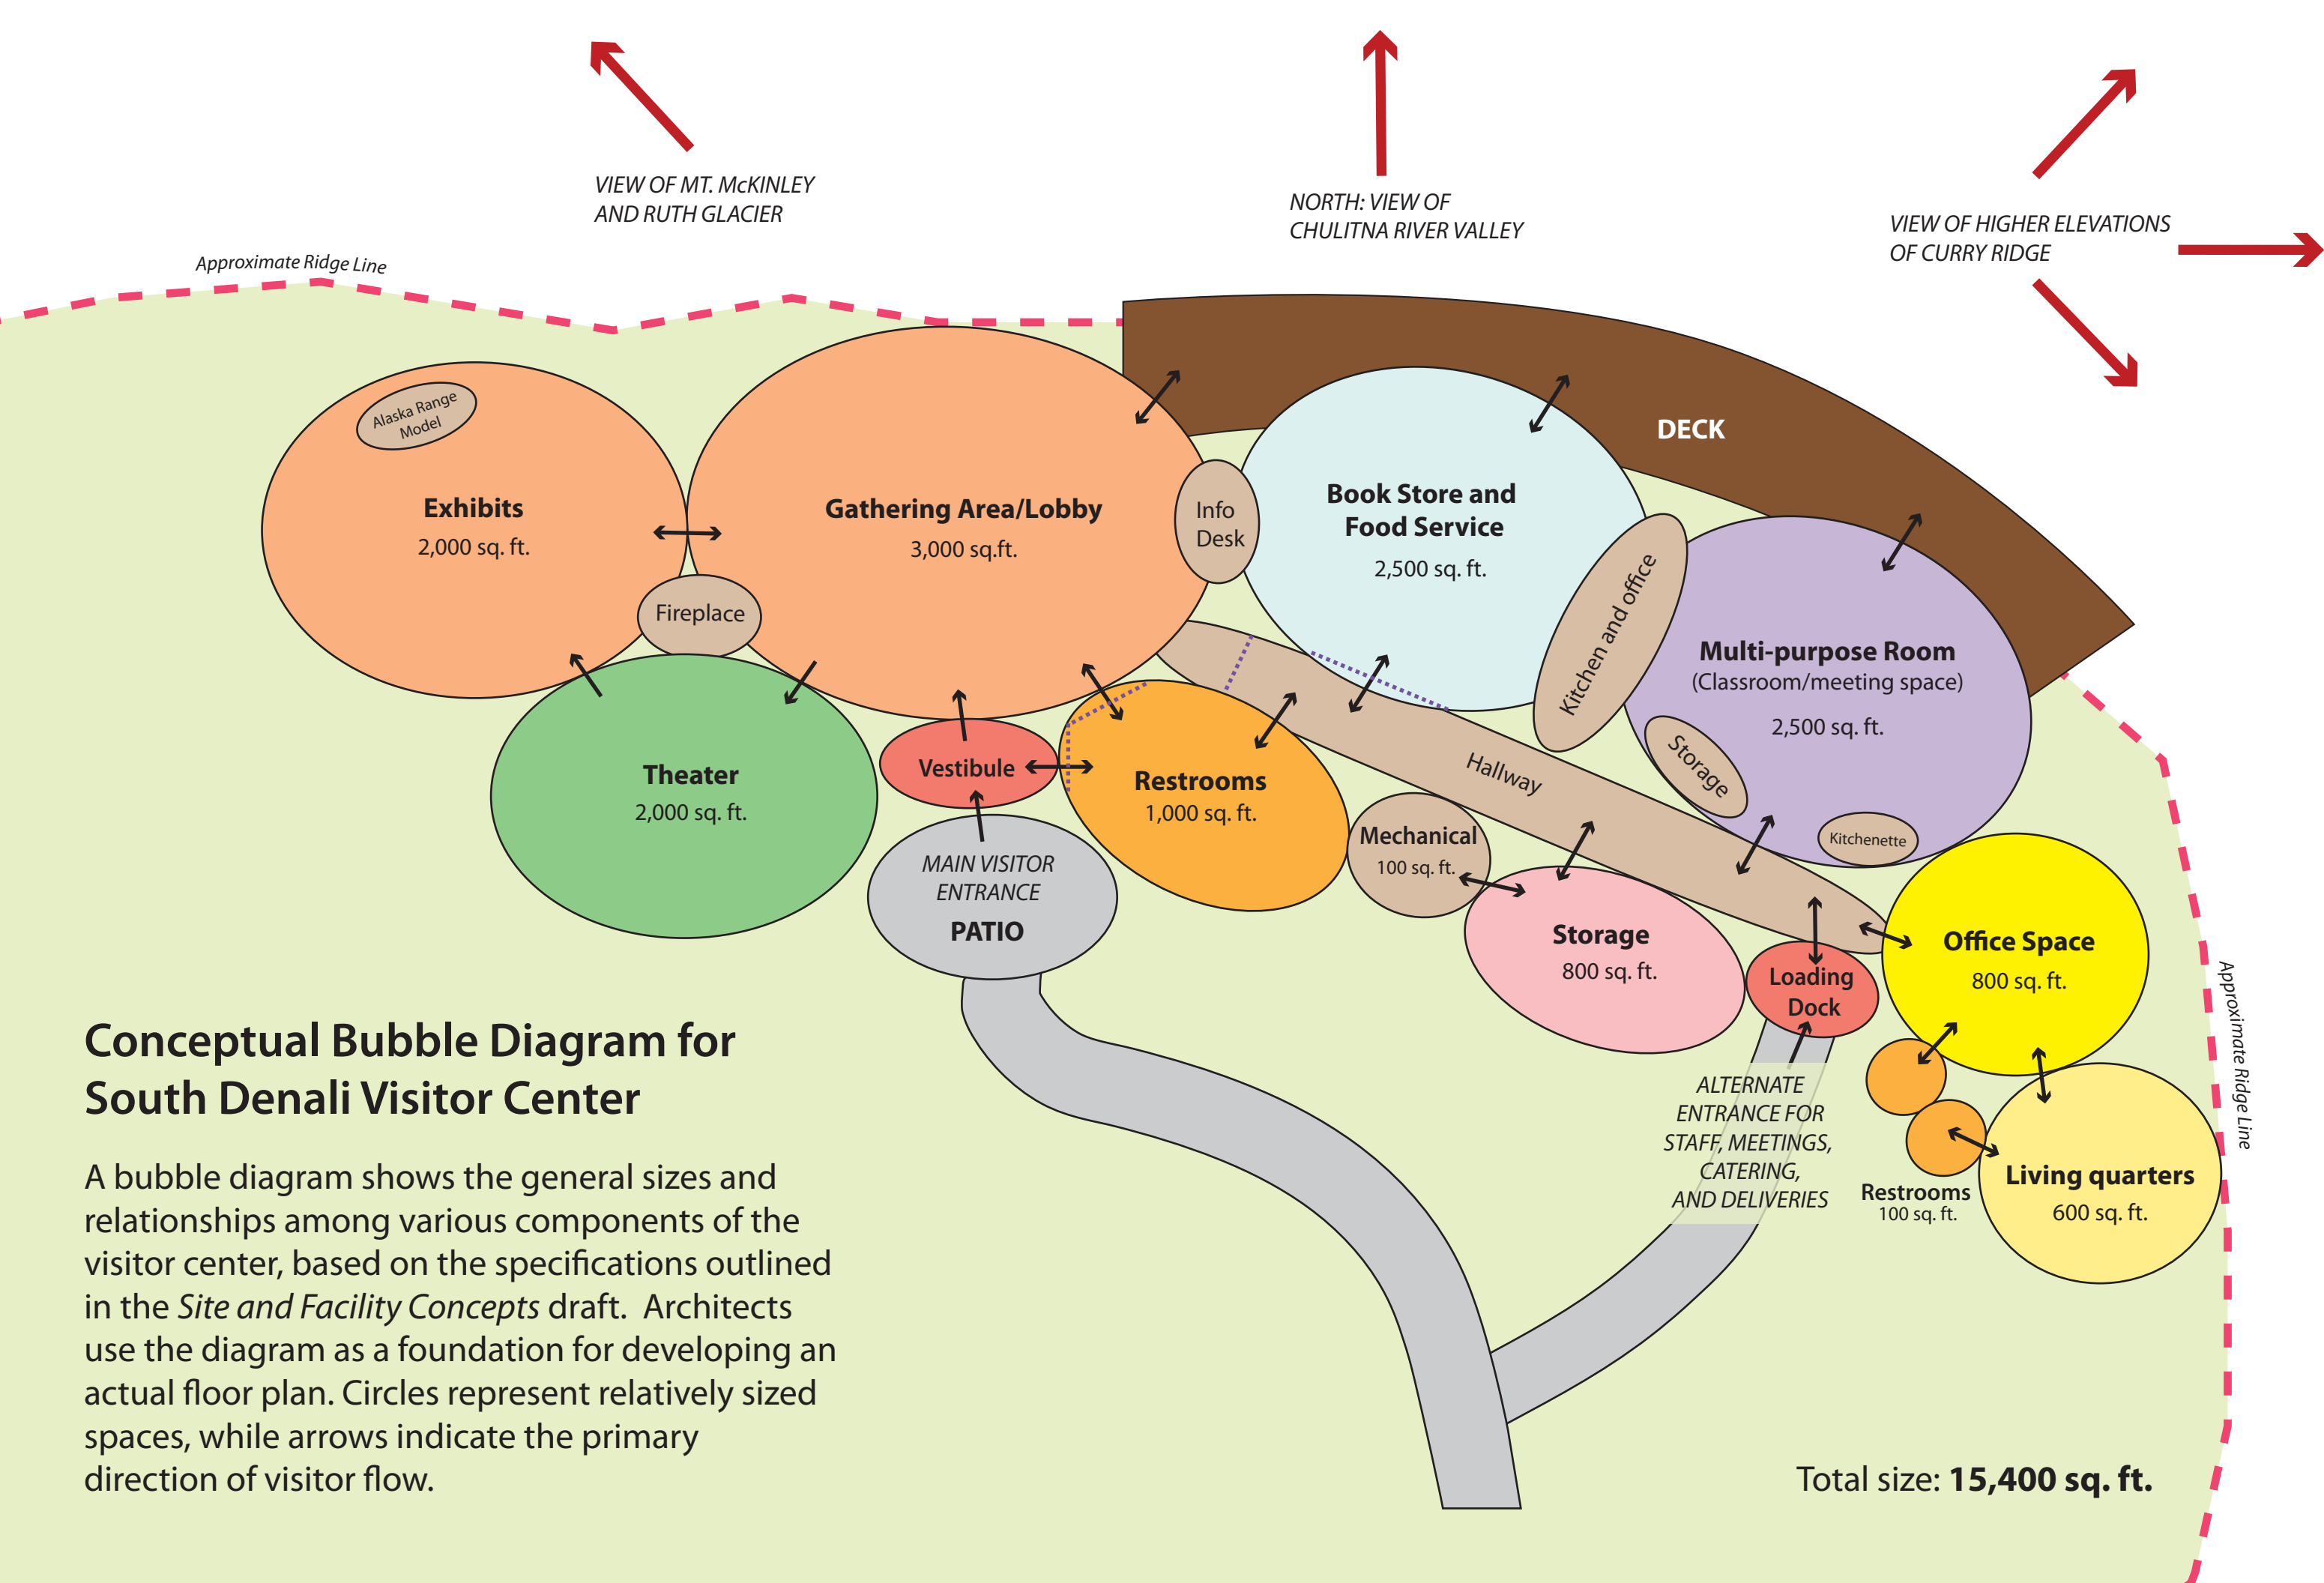 VIEW OF MT. McKINLEY
AND RUTH GLACIER
NORTH: VIEW OF
CHULITNA RIVER VALLEY
VIEW OF HIGHER ELEVATIONS
OF CURRY RIDGE
Approximate Ridge Line
DECK
Alaska Range
Model
Exhibits
2,000 sq. ft.
Gathering Area/Lobby
3,000 sq.ft.
Info
Desk
Book Store and
Food Service
2,500 sq. ft.
Kitchen and office
Fireplace
Multi-purpose Room
(Classroom/meeting space)
2,500 sq. ft.
Storage
Kitchenette
Theater
2,000 sq. ft.
Vestibule
Restrooms
1,000 sq. ft.
Hallway
Mechanical
100 sq. ft.
MAIN VISITOR
ENTRANCE
PATIO
Storage
800 sq. ft.
Loading
Dock
Office Space
800 sq. ft.
Approximate Ridge Line
ALTERNATE
ENTRANCE FOR
STAFF, MEETINGS,
CATERING,
AND DELIVERIES
Restrooms
100 sq. ft.
Living quarters
600 sq. ft.
Conceptual Bubble Diagram for
South Denali Visitor Center
A bubble diagram shows the general sizes and
relationships among various components of the
visitor center, based on the specifications outlined
in the Site and Facility Concepts draft.  Architects
use the diagram as a foundation for developing an
actual floor plan. Circles represent relatively sized
spaces, while arrows indicate the primary
direction of visitor flow.
Total size: 15,400 sq. ft.